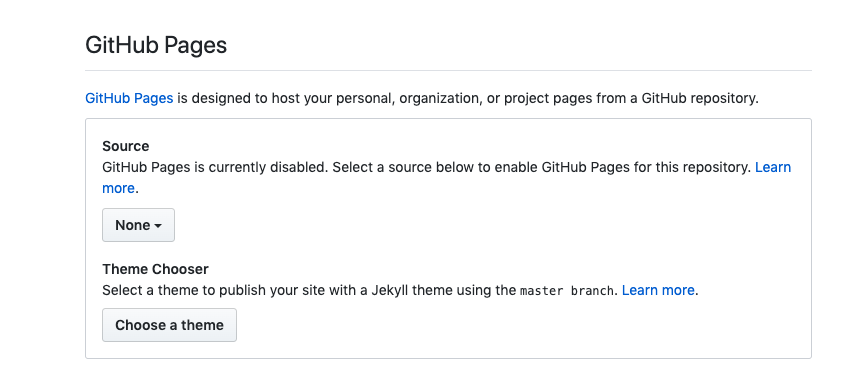 GitHub Pages
GitHub Pages is designed to host your personal, organization, or project pages from a GitHub repository.
Source
GitHub Pages is currently disabled. Select a source below to enable GitHub Pages for this repository. Learn
more.
None
Theme Chooser
Select a theme to publish your site with a Jekyll theme using the master branch. Learn more.
Choose a theme